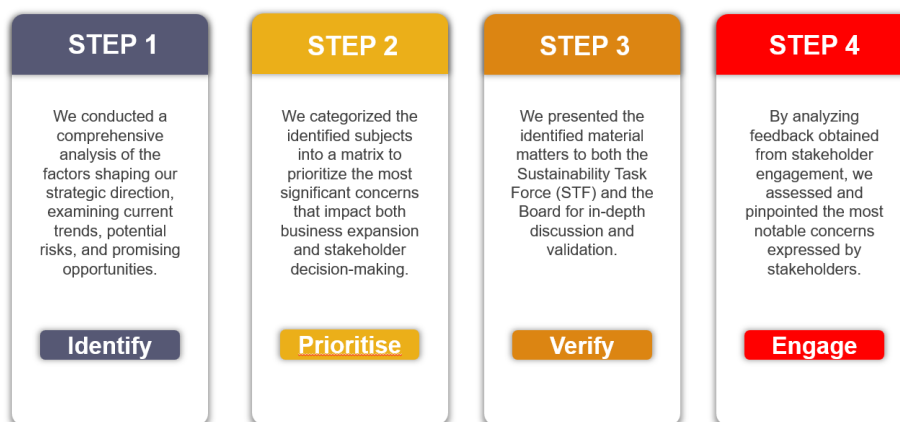 STEP 1
We conducted a
comprehensive
analysis of the
factors shaping our
strategic direction,
examining current
trends, potential
risks, and promising
opportunities.
Identify
STEP 2
We categorized the
identified subjects
into a matrix to
prioritize the most
significant concerns
that impact both
business expansion
and stakeholder
decision-making.
Prioritise
STEP 3
We presented the
identified material
matters to both the
Sustainability Task
Force (STF) and the
Board for in-depth
discussion and
validation.
Verify
STEP 4
By analyzing
feedback obtained
from stakeholder
engagement, we
assessed and
pinpointed the most
notable concerns
expressed by
stakeholders.
Engage